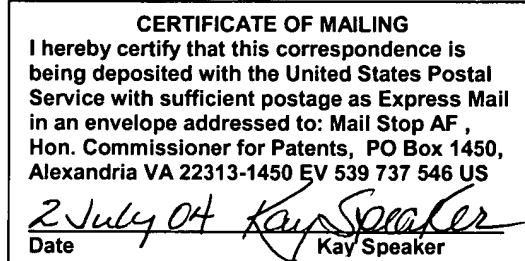 CERTIFICATE OF MAILING
I hereby certify that this correspondence is
being deposited with the United States Postal
Service with sufficient postage as Express Mail
in an envelope addressed to: Mail Stop AF ,
Hon. Commissioner for Patents, PO Box 1450,
Alexandria VA 22313-1450 EV 539 737 546 US
2 July 04 Kay Speaker
Date Kay Speaker